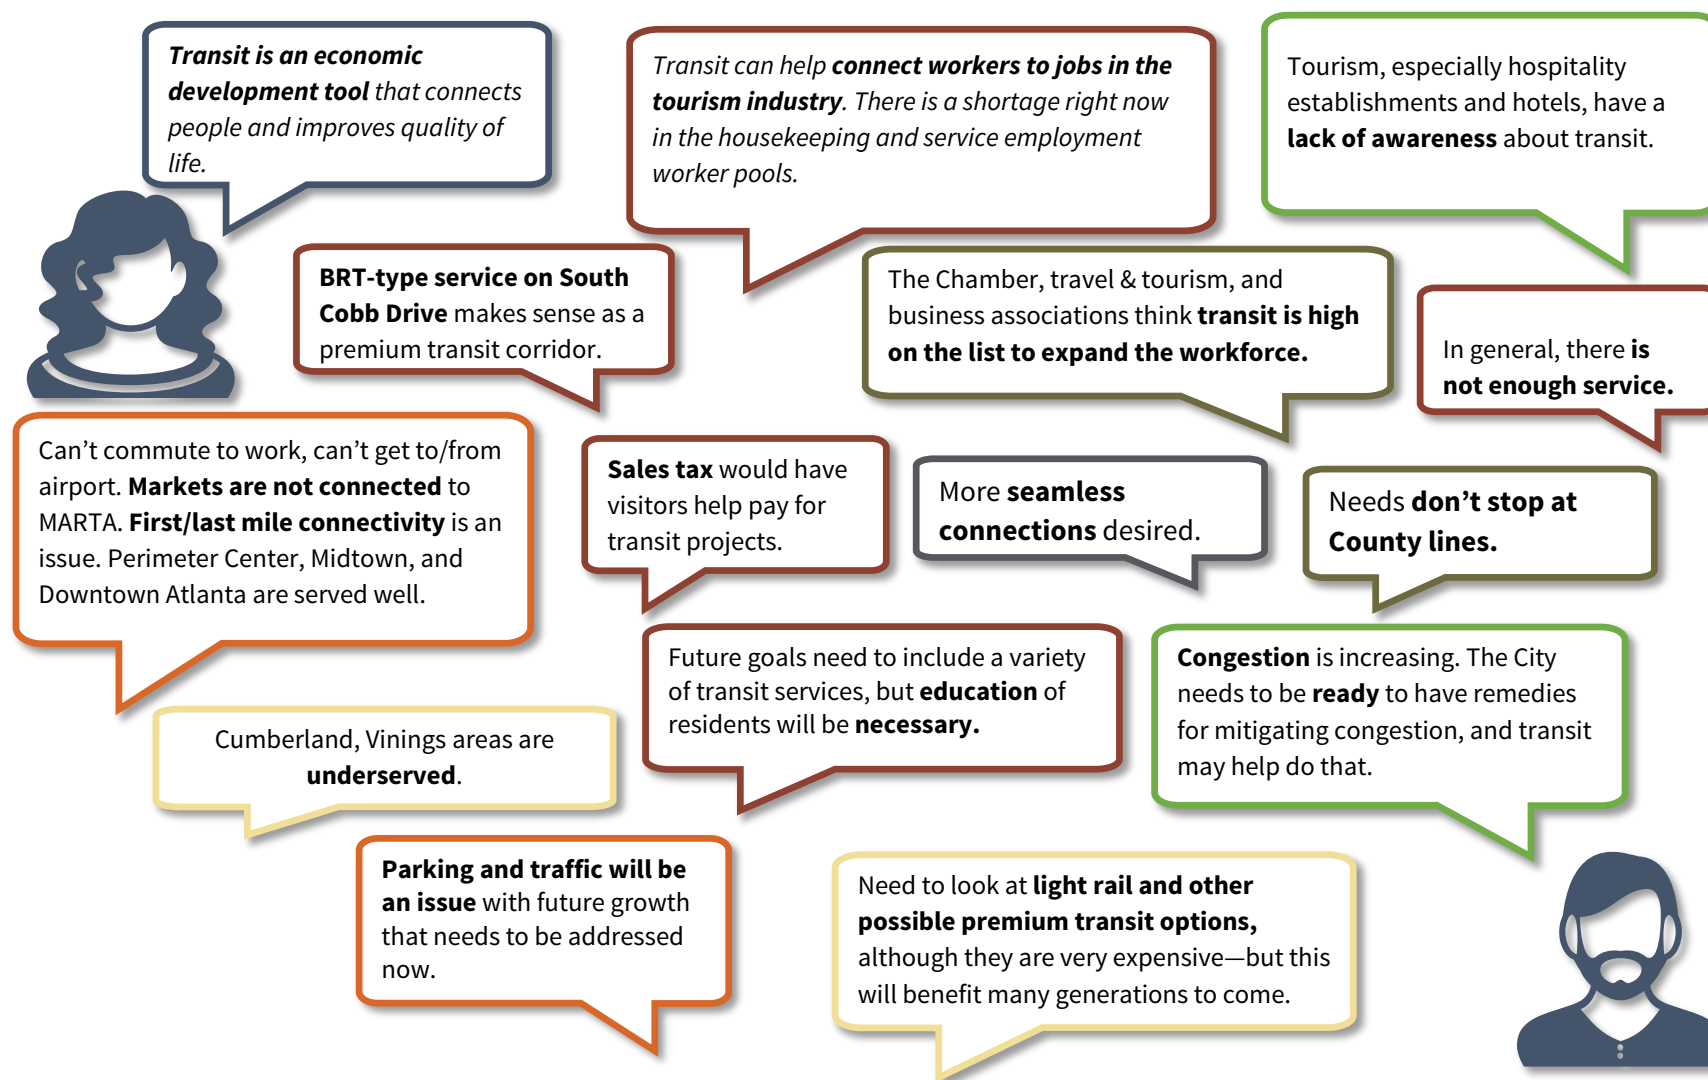 Transit is an economic
development tool that connects
people and improves quality of
life.
Transit can help connect workers to jobs in the
tourism industry. There is a shortage right now
in the housekeeping and service employment
worker pools.
Tourism, especially hospitality
establishments and hotels, have a
lack of awareness about transit.
BRT-type service on South
Cobb Drive makes sense as a
premium transit corridor.
The Chamber, travel & tourism, and
business associations think transit is high
on the list to expand the workforce.
In general, there is
not enough service.
Can’t commute to work, can’t get to/from
airport. Markets are not connected to
MARTA. First/last mile connectivity is an
issue. Perimeter Center, Midtown, and
Downtown Atlanta are served well.
Sales tax would have
visitors help pay for
transit projects.
More seamless
connections desired.
Needs don’t stop at
County lines.
Future goals need to include a variety
of transit services, but education of
residents will be necessary.
Congestion is increasing. The City
needs to be ready to have remedies
for mitigating congestion, and transit
may help do that.
Cumberland, Vinings areas are
underserved.
Parking and traffic will be
an issue with future growth
that needs to be addressed
now.
Need to look at light rail and other
possible premium transit options,
although they are very expensive—but this
will benefit many generations to come.